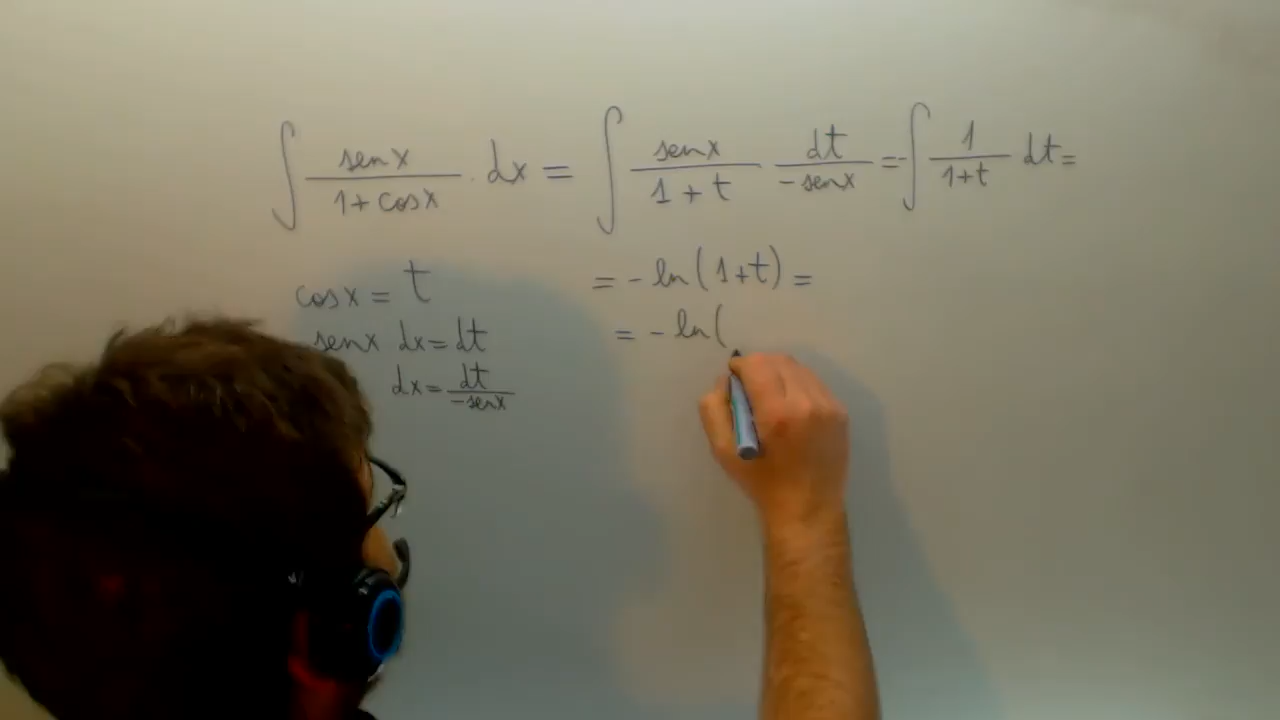 ∫ senx / 1 + cosx · dx = ∫ senx / 1 + t dt / -senx = -∫ 1 / 1+t dt =
cosx = t
senx dx = dt
dx = dt / -senx
= - ln(1+t) =
= - ln(